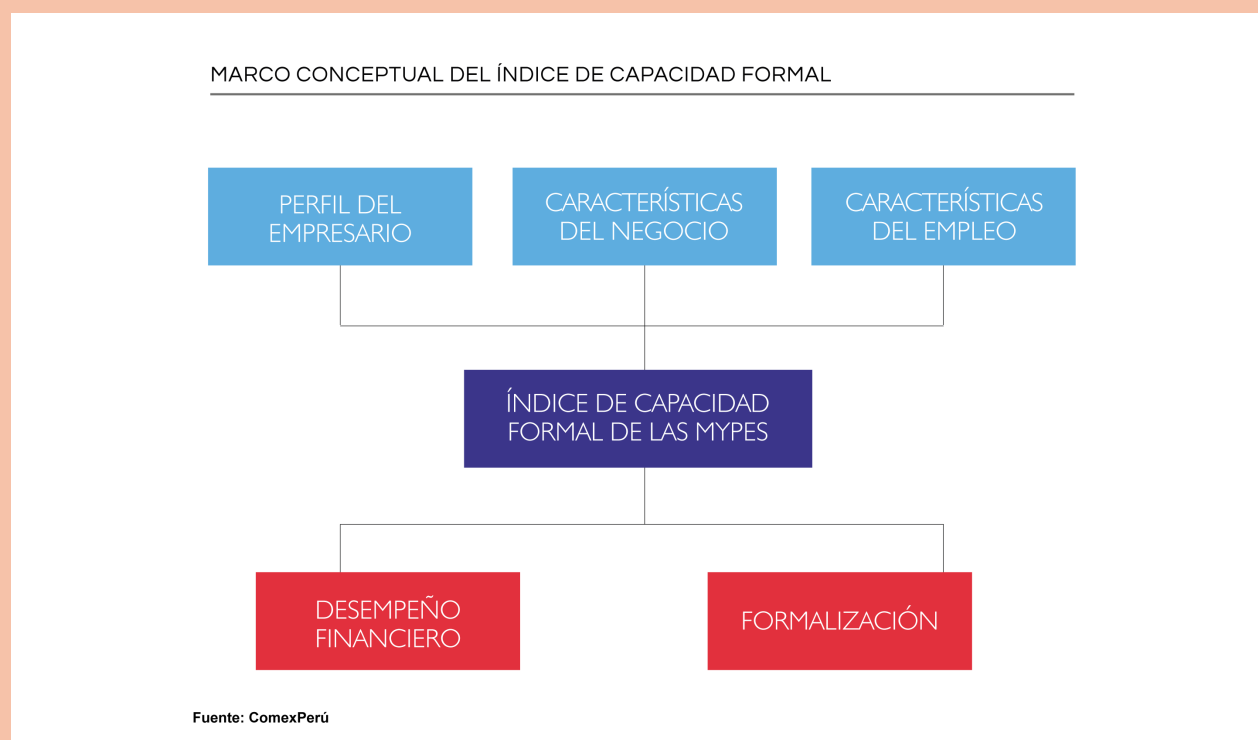 MARCO CONCEPTUAL DEL ÍNDICE DE CAPACIDAD FORMAL
PERFIL DEL
EMPRESARIO
CARACTERÍSTICAS
DEL NEGOCIO
CARACTERÍSTICAS
DEL EMPLEO
ÍNDICE DE CAPACIDAD
FORMAL DE LAS MYPES
DESEMPEÑO
FINANCIERO
FORMALIZACIÓN
Fuente: ComexPerú